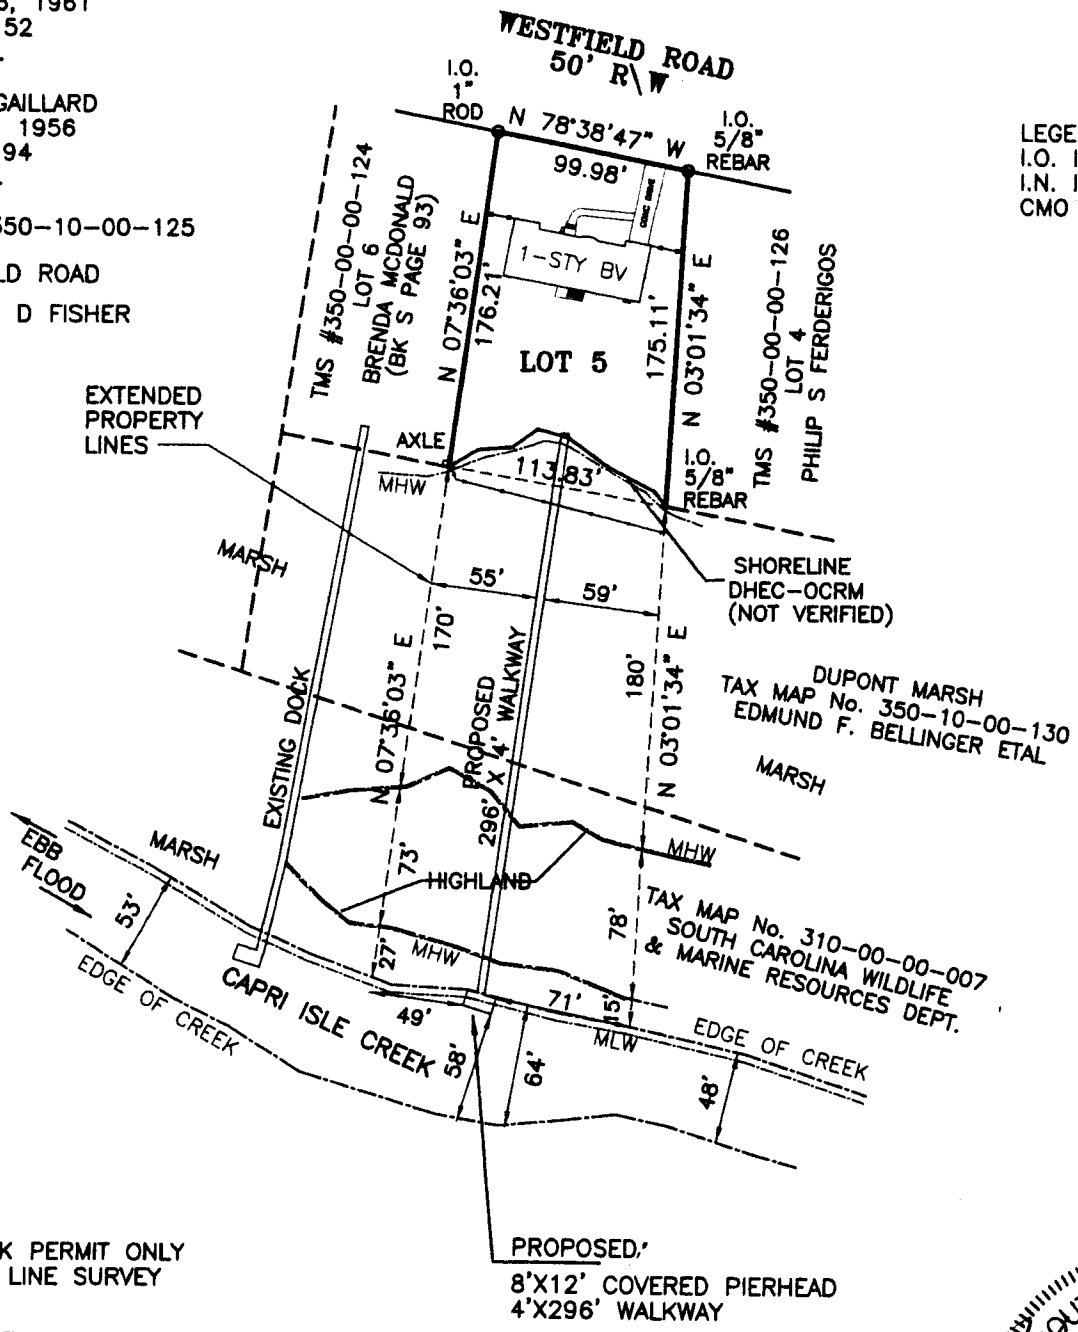 1961
52
GAILLARD
1956
94
350-10-00-125
LD ROAD
D FISHER
WESTFIELD ROAD
50' R\W
LEGE
I.O. I
I.N. I
CMO
I.O.
1"
ROD
N 78°38'47" W
99.98'
I.O.
5/8"
REBAR
CONC DRIVE
1-STY BV
TMS #350-00-00-124
LOT 6
BRENDA MCDONALD
(BK S PAGE 93)
N 07°36'03" E
176.21'
LOT 5
175.11'
N 03°01'34" E
TMS #350-00-00-126
LOT 4
PHILIP S FERDERIGOS
EXTENDED
PROPERTY
LINES
AXLE
MHW
113.83'
I.O.
5/8"
REBAR
SHORELINE
DHEC-OCRM
(NOT VERIFIED)
MARSH
55'
59'
170'
180'
N 07°36'03" E
PROPOSED
296' X 4' WALKWAY
N 03°01'34" E
EXISTING DOCK
DUPONT MARSH
TAX MAP No. 350-10-00-130
EDMUND F. BELLINGER ETAL
MARSH
MHW
EBB
FLOOD
MARSH
53'
73'
HIGHLAND
78'
TAX MAP No. 310-00-00-007
SOUTH CAROLINA WILDLIFE
& MARINE RESOURCES DEPT.
27'
MHW
EDGE OF CREEK
CAPRI ISLE CREEK
49'
71'
15'
MLW
EDGE OF CREEK
58'
64'
48'
K PERMIT ONLY
LINE SURVEY
PROPOSED,'
8'X12' COVERED PIERHEAD
4'X296' WALKWAY